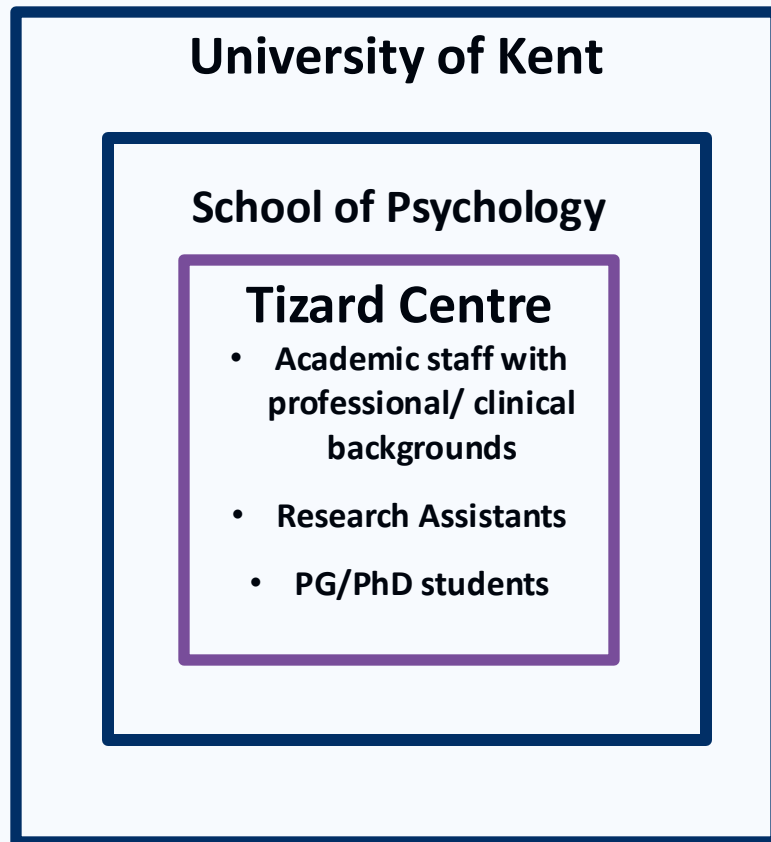 University of Kent
School of Psychology
Tizard Centre
• Academic staff with
professional/ clinical
backgrounds
• Research Assistants
• PG/PhD students